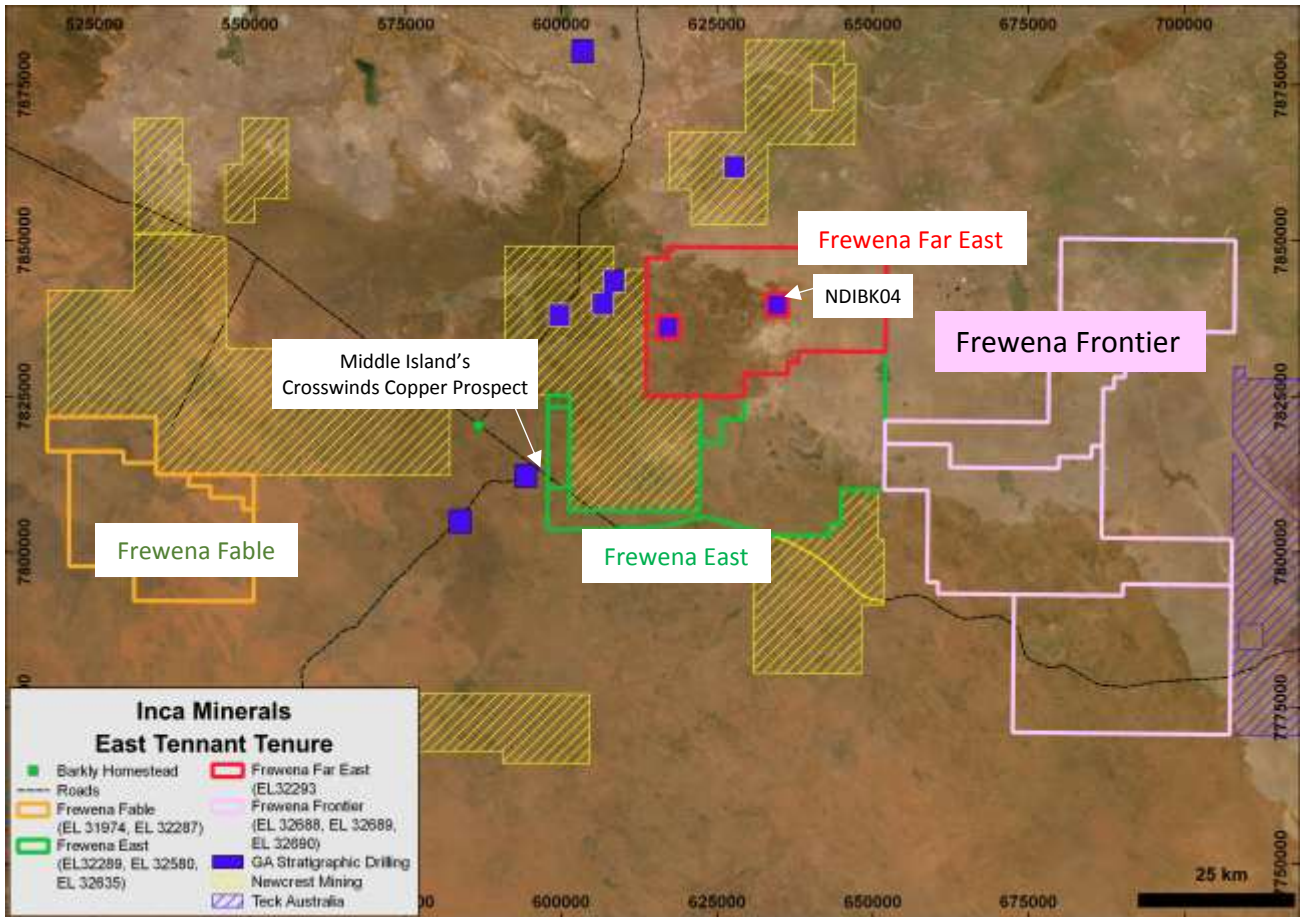 525000 550000 575000 600000 625000 650000 675000 700000
7875000 7875000
7850000 7850000
7825000 7825000
7800000 7800000
7775000
7750000
Frewena Far East
NDIBK04
Frewena Frontier
Middle Island's
Crosswinds Copper Prospect
Frewena Fable
Frewena East
Inca Minerals
East Tennant Tenure
Barkly Homestead
Roads
Frewena Fable
(EL 31974, EL 32287)
Frewena East
(EL32289, EL 32580,
EL 32635)
Frewena Far East
(EL32293
Frewena Frontier
(EL 32688, EL 32689,
EL 32690)
GA Stratigraphic Drilling
Newcrest Mining
Teck Australia
25 km
600000 625000 650000 675000 700000